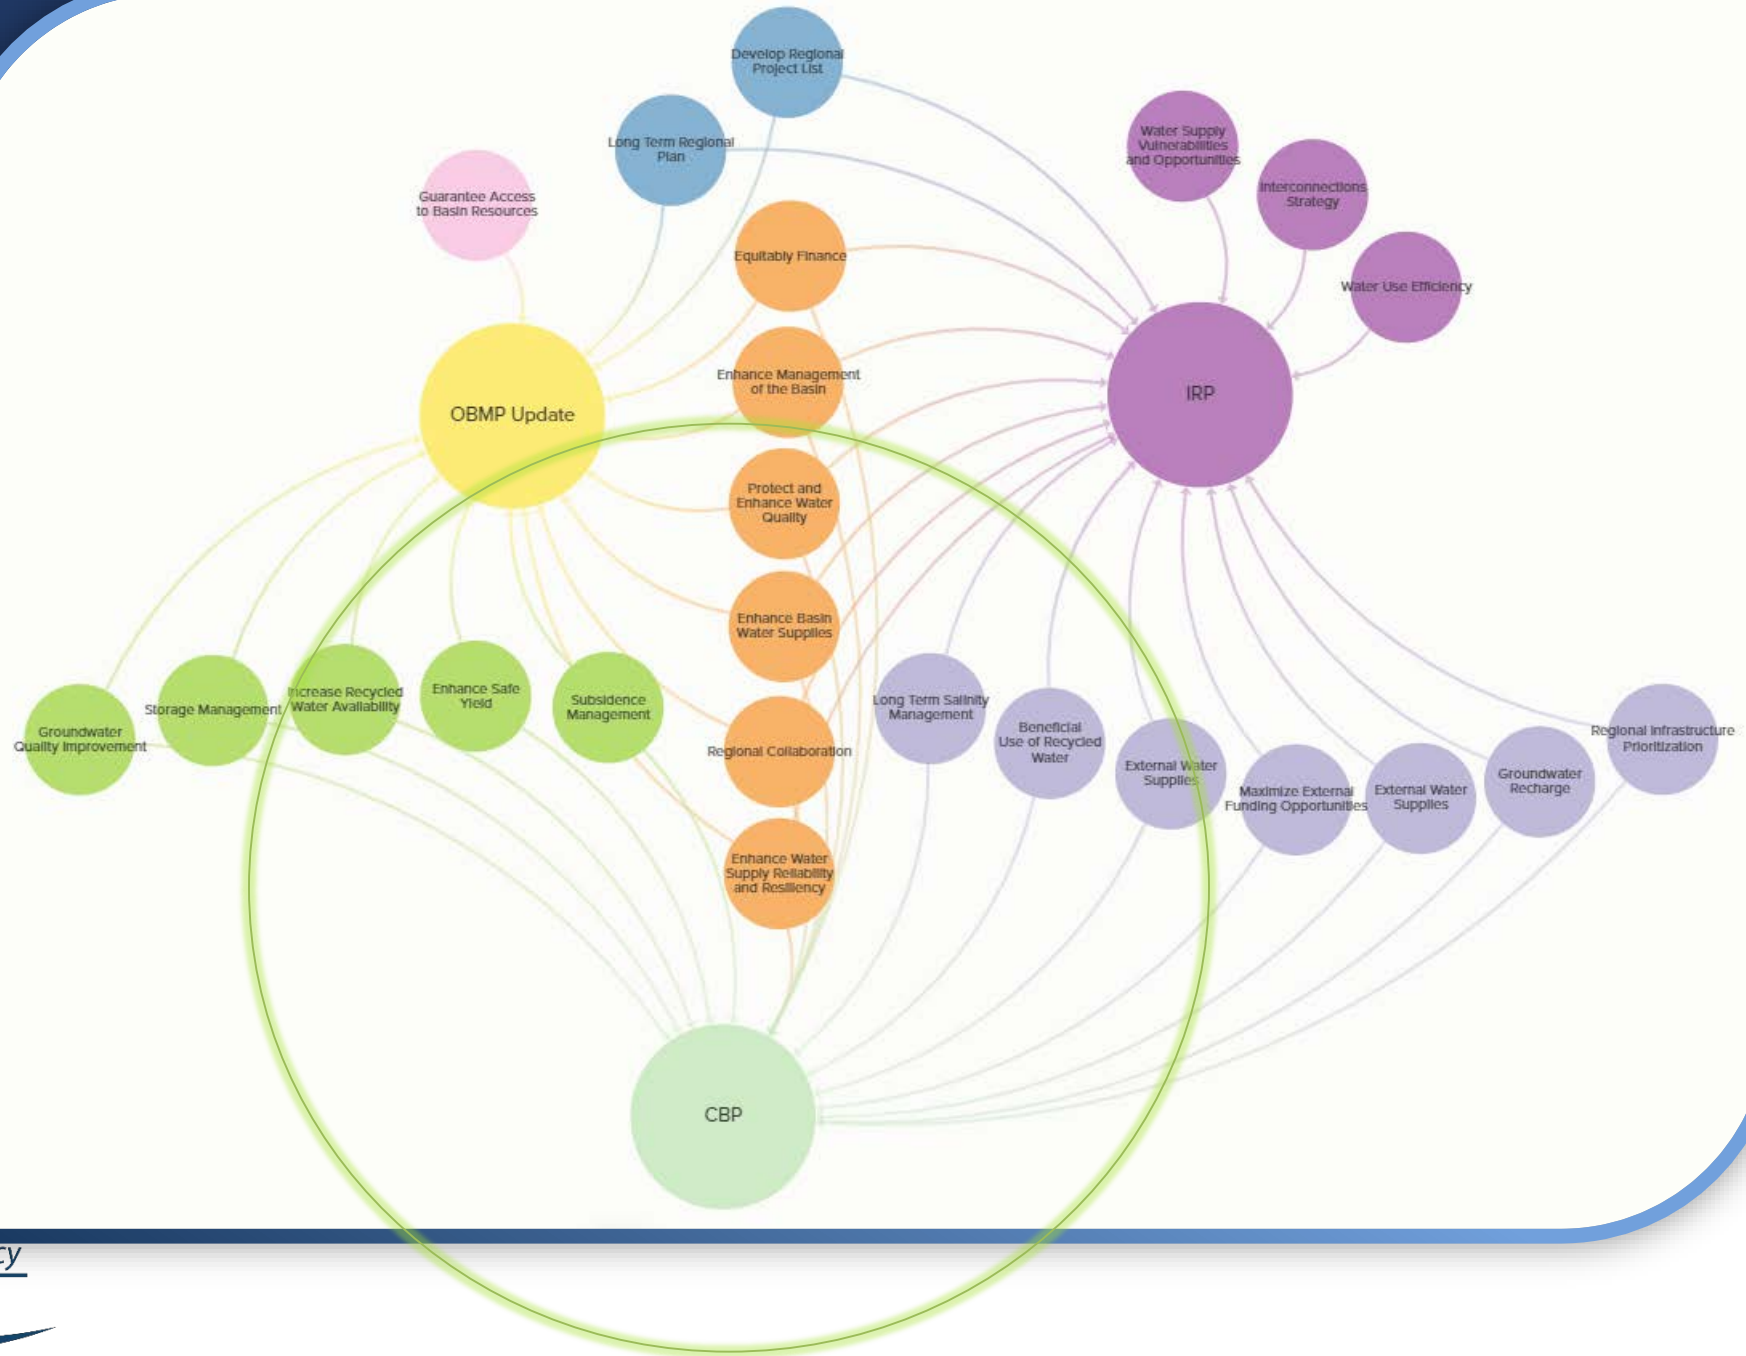 Develop Regional
Project List
Long Term Regional
Plan
Water Supply
Vulnerabilities
and Opportunities
Interconnections
Strategy
Guarantee Access
to Basin Resources
Equitably Finance
Water Use Efficiency
Enhance Management
of the Basin
IRP
OBMP Update
Protect and
Enhance Water
Quality
Enhance Basin
Water Supplies
Groundwater
Quality Improvement
Storage Management
Increase Recycled
Water Availability
Enhance Safe
Yield
Subsidence
Management
Regional Collaboration
Long Term Salinity
Management
Beneficial
Use of Recycled
Water
External Water
Supplies
Maximize External
Funding Opportunities
External Water
Supplies
Groundwater
Recharge
Regional Infrastructure
Prioritization
Enhance Water
Supply Reliability
and Resiliency
CBP
cy